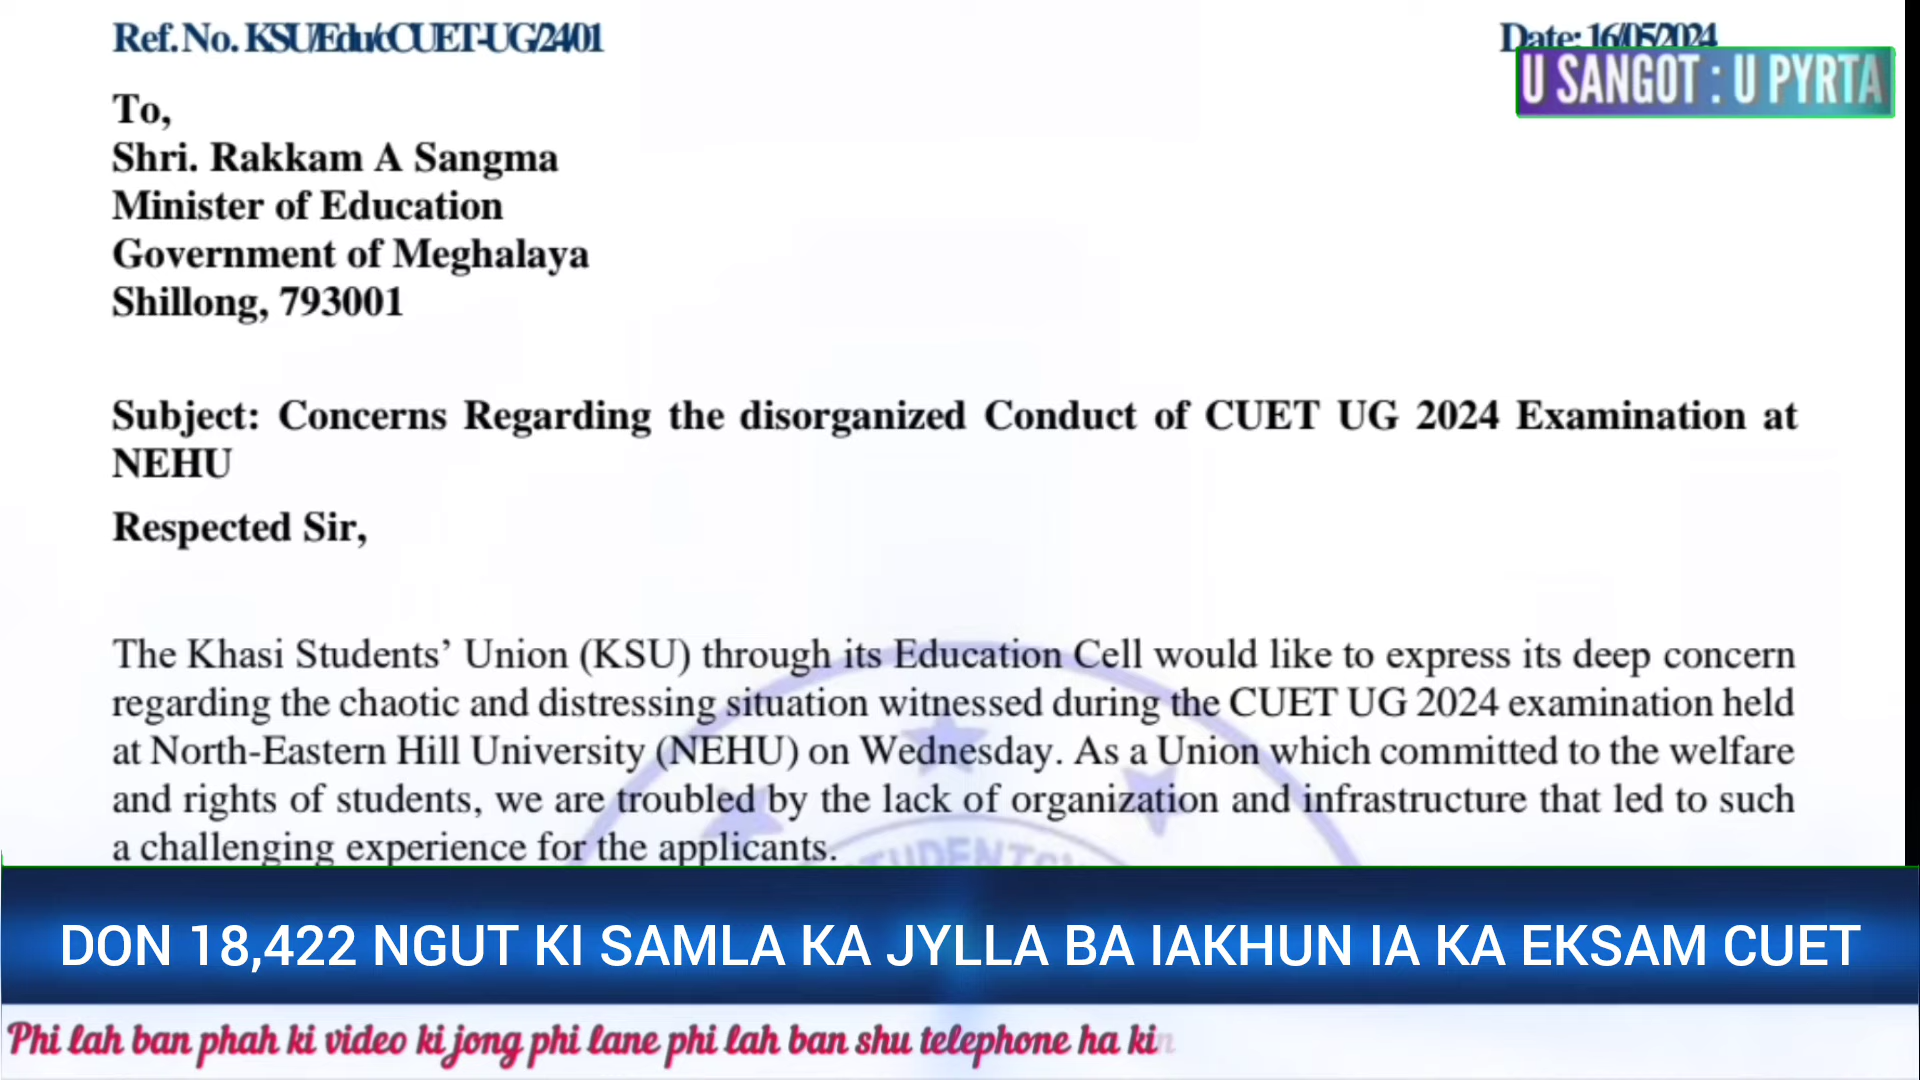 Ref. No. KSU/Edu/cCUET-UG/2401
Date: 16/05/2024
U SANGOT : U PYRTA
To,
Shri. Rakkam A Sangma
Minister of Education
Government of Meghalaya
Shillong, 793001
Subject: Concerns Regarding the disorganized Conduct of CUET UG 2024 Examination at
NEHU
Respected Sir,
The Khasi Students’ Union (KSU) through its Education Cell would like to express its deep concern
regarding the chaotic and distressing situation witnessed during the CUET UG 2024 examination held
at North-Eastern Hill University (NEHU) on Wednesday. As a Union which committed to the welfare
and rights of students, we are troubled by the lack of organization and infrastructure that led to such
a challenging experience for the applicants.
STUDENTS'
DON 18,422 NGUT KI SAMLA KA JYLLA BA IAKHUN IA KA EKSAM CUET
Phi lah ban phah ki video ki jong phi lane phi lah ban shu telephone ha kin